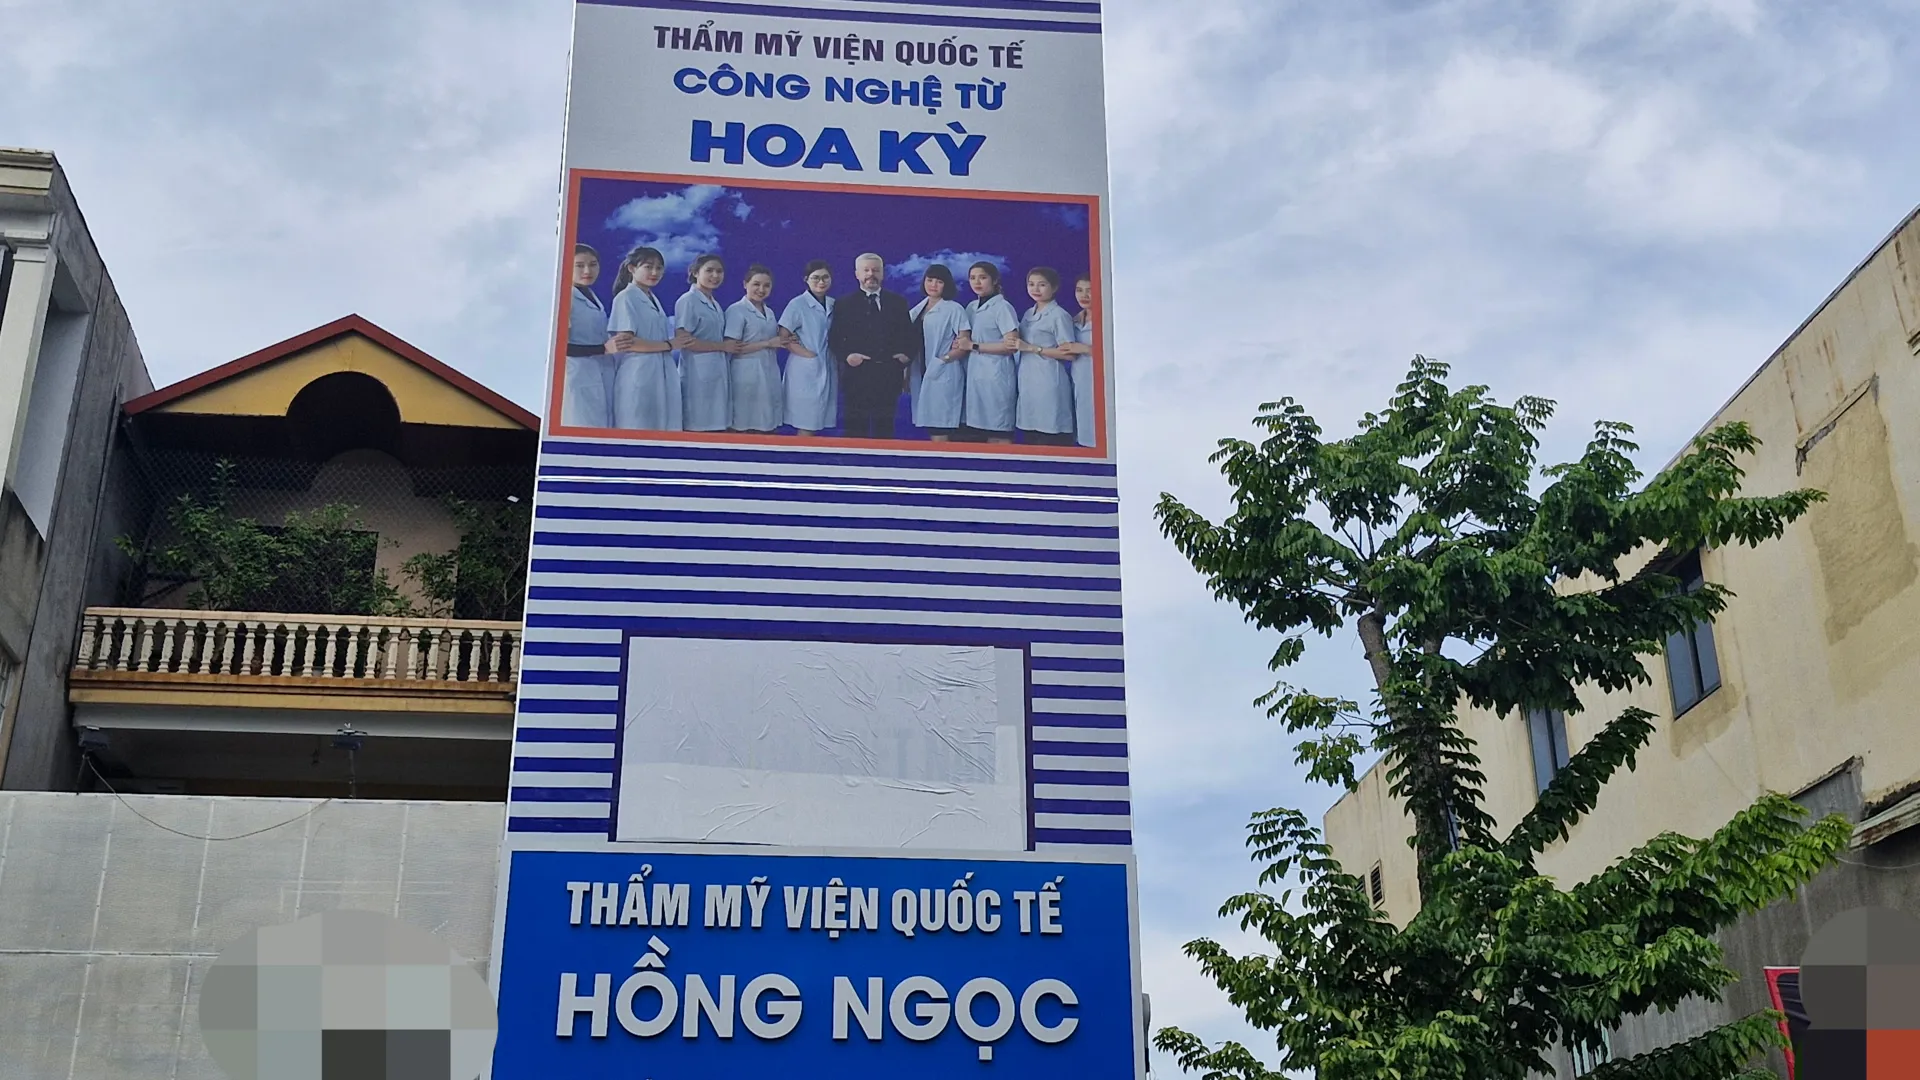 THẨM MỸ VIỆN QUỐC TẾ
CÔNG NGHỆ TỪ
HOA KỲ
THẨM MỸ VIỆN QUỐC TẾ
HỒNG NGỌC